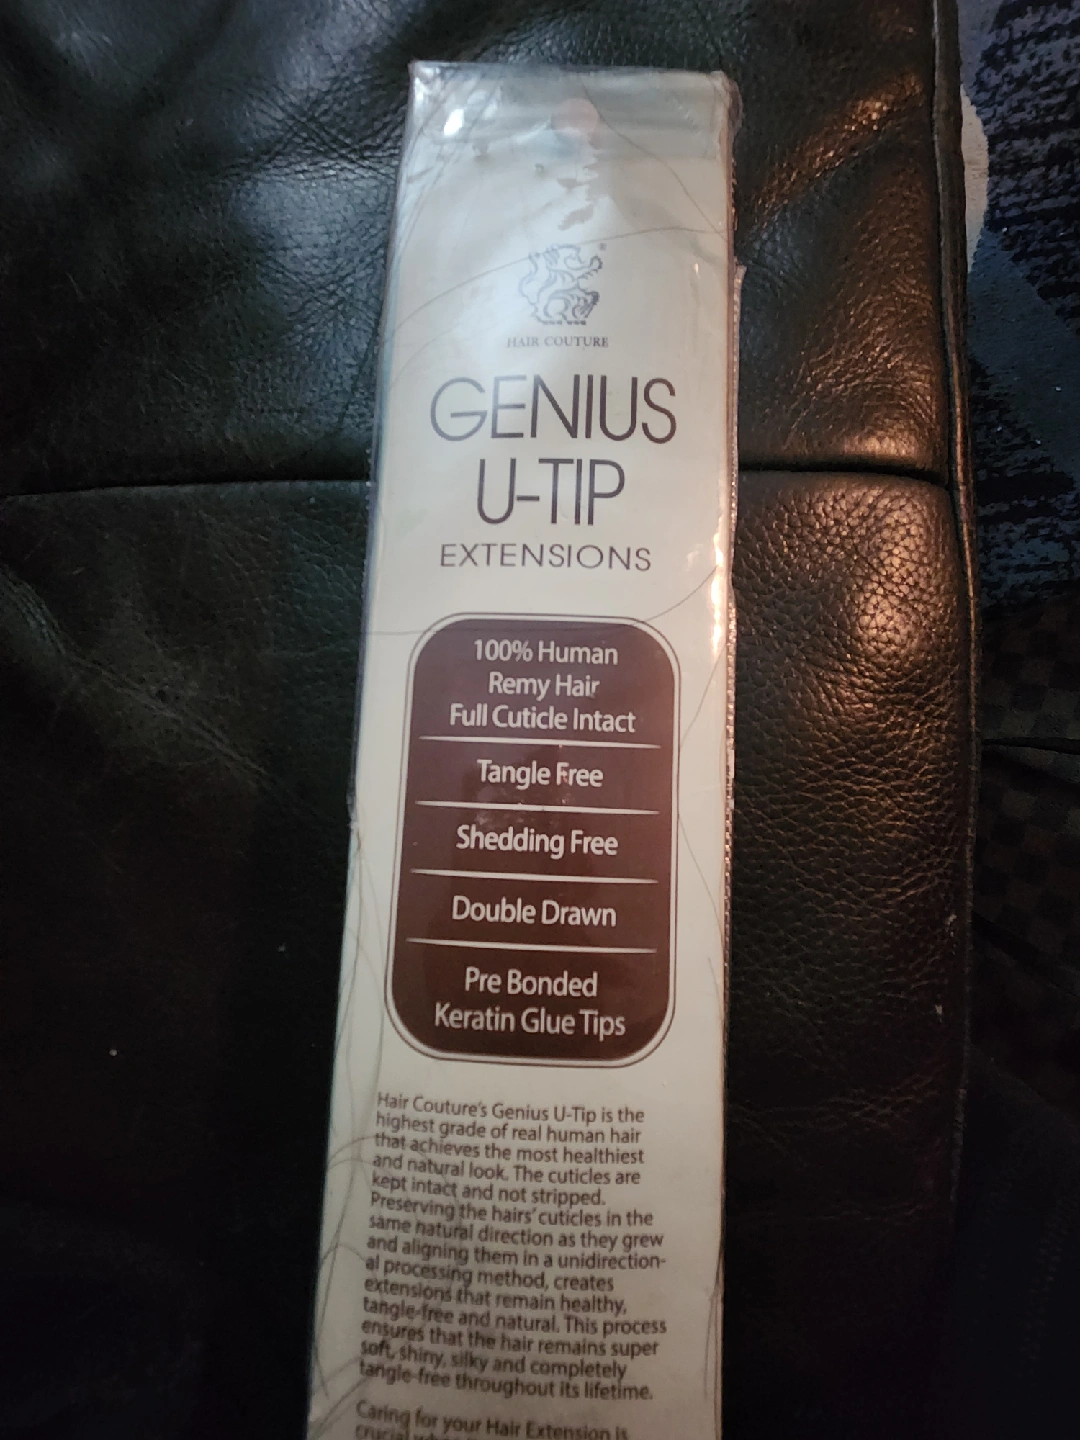 HAIR COUTURE
GENIUS
U-TIP
EXTENSIONS
100% Human
Remy Hair
Full Cuticle Intact
Tangle Free
Shedding Free
Double Drawn
Pre Bonded
Keratin Glue Tips
Hair Couture's Genius U-Tip is the
highest grade of real human hair
that achieves the most healthiest
and natural look. The cuticles are
kept intact and not stripped.
Preserving the hairs' cuticles in the
same natural direction as they grew
and aligning them in a unidirection-
al processing method, creates
extensions that remain healthy,
tangle-free and natural. This process
ensures that the hair remains super
soft, shiny, silky and completely
tangle-free throughout its lifetime.
Caring for your Hair Extension is
crucial